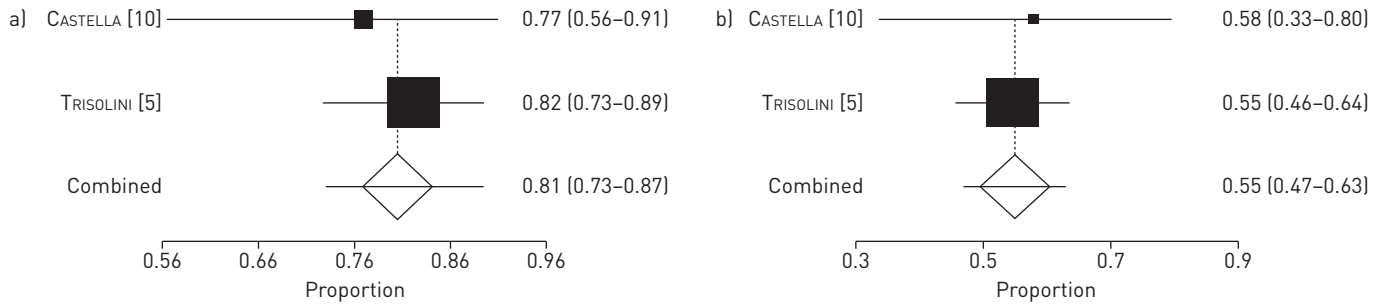 a) CASTELLA [10] 0.77 (0.56–0.91)
TRISOLINI [5] 0.82 (0.73–0.89)
Combined 0.81 (0.73–0.87)
0.56 0.66 0.76 0.86 0.96
Proportion
b) CASTELLA [10] 0.58 (0.33–0.80)
TRISOLINI [5] 0.55 (0.46–0.64)
Combined 0.55 (0.47–0.63)
0.3 0.5 0.7 0.9
Proportion